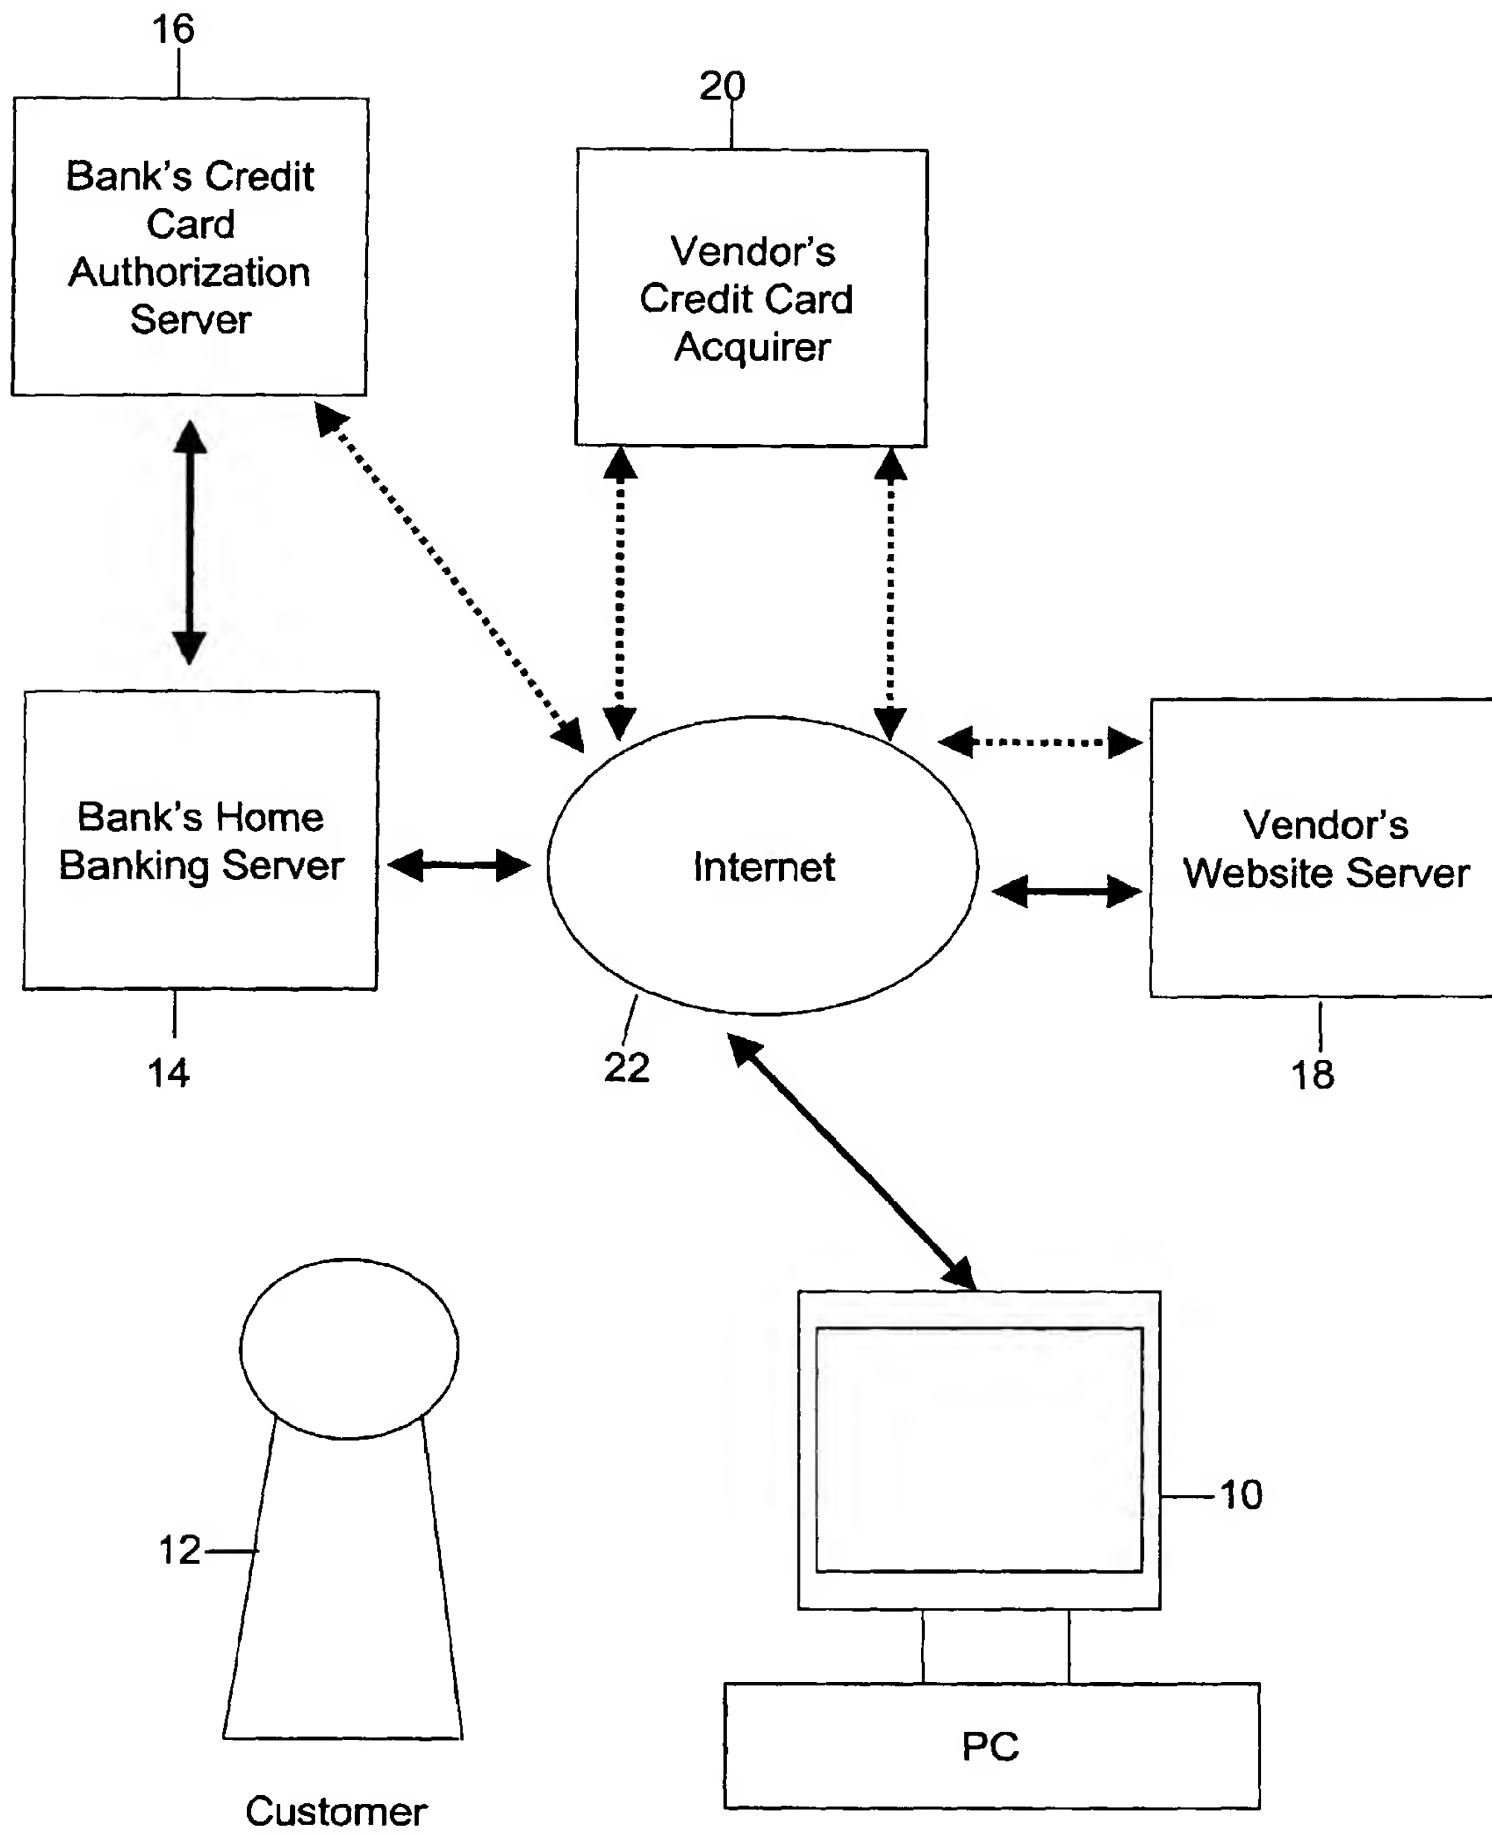 16
20
Bank's Credit
Card
Authorization
Server
Vendor's
Credit Card
Acquirer
Bank's Home
Banking Server
Internet
Vendor's
Website Server
14
22
18
10
12
PC
Customer